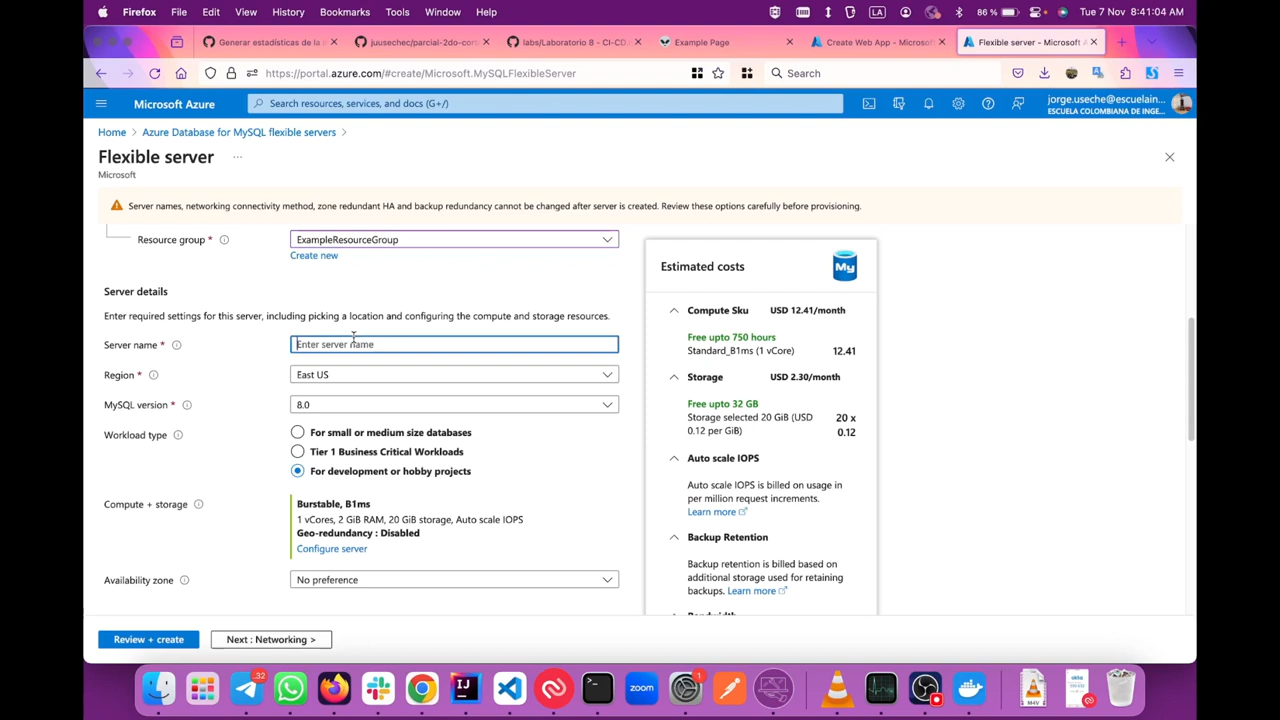 Firefox File Edit View History Bookmarks Tools Window Help LA 86 % Tue 7 Nov 8:41:04 AM
Generar estadísticas de la juusechec/parcial-2do-cort labs/Laboratorio 8 - CI-CD Example Page Create Web App - Microsoft Flexible server - Microsoft A
https://portal.azure.com/#create/Microsoft.MySQLFlexibleServer Search
Microsoft Azure Search resources, services, and docs (G+/) jorge.useche@escuelain...
ESCUELA COLOMBIANA DE INGE...
Home > Azure Database for MySQL flexible servers >
Flexible server ...
Microsoft
Server names, networking connectivity method, zone redundant HA and backup redundancy cannot be changed after server is created. Review these options carefully before provisioning.
Resource group * ExampleResourceGroup
Create new
Server details
Enter required settings for this server, including picking a location and configuring the compute and storage resources.
Server name * Enter server name
Region * East US
MySQL version * 8.0
Workload type For small or medium size databases
Tier 1 Business Critical Workloads
For development or hobby projects
Compute + storage Burstable, B1ms
1 vCores, 2 GiB RAM, 20 GiB storage, Auto scale IOPS
Geo-redundancy : Disabled
Configure server
Availability zone No preference
Estimated costs My
Compute Sku USD 12.41/month
Free upto 750 hours
Standard_B1ms (1 vCore) 12.41
Storage USD 2.30/month
Free upto 32 GB
Storage selected 20 GiB (USD 20 x
0.12 per GiB) 0.12
Auto scale IOPS
Auto scale IOPS is billed on usage in
per million request increments.
Learn more
Backup Retention
Backup retention is billed based on
additional storage used for retaining
backups. Learn more
Bandwidth
Review + create Next : Networking >
32 IJ zoom 1 M4V okta